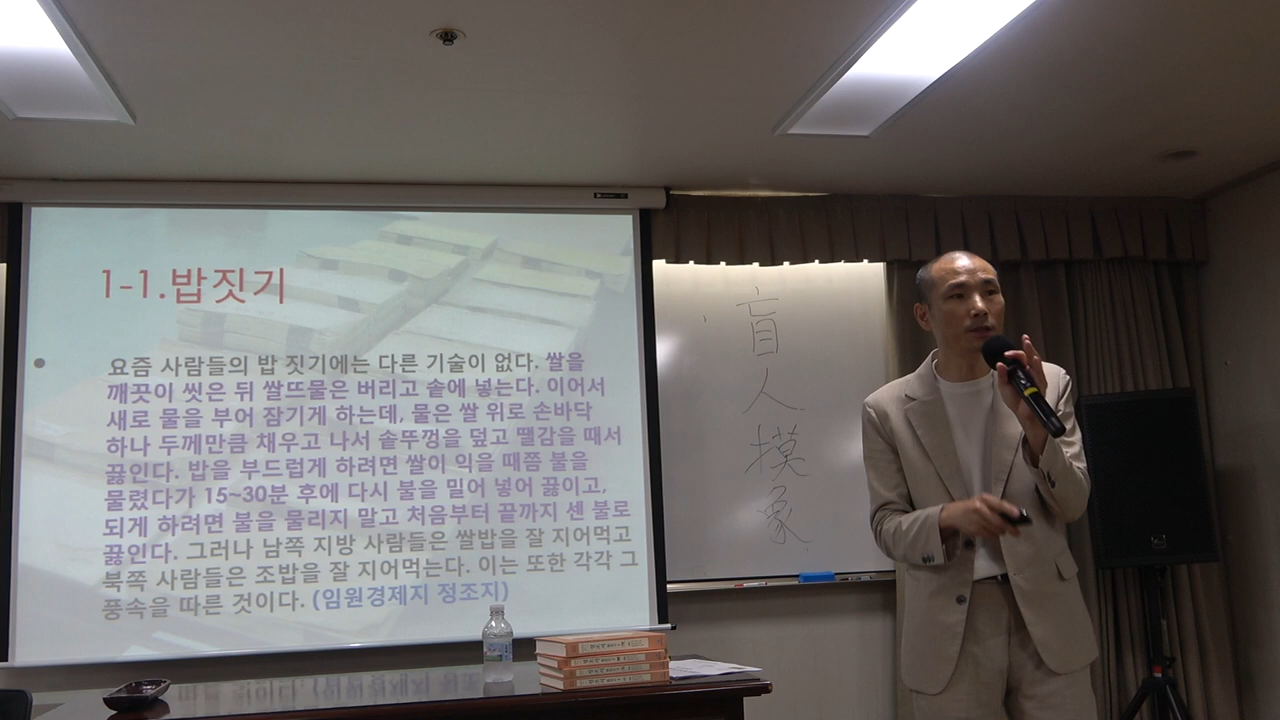 1-1.밥짓기
요즘 사람들의 밥 짓기에는 다른 기술이 없다. 쌀을
깨끗이 씻은 뒤 쌀뜨물은 버리고 솥에 넣는다. 이어서
새로 물을 부어 잠기게 하는데, 물은 쌀 위로 손바닥
하나 두께만큼 채우고 나서 솥뚜껑을 덮고 땔감을 때서
끓인다. 밥을 부드럽게 하려면 쌀이 익을 때쯤 불을
물렸다가 15~30분 후에 다시 불을 밀어 넣어 끓이고,
되게 하려면 불을 물리지 말고 처음부터 끝까지 센 불로
끓인다. 그러나 남쪽 지방 사람들은 쌀밥을 잘 지어먹고
북쪽 사람들은 조밥을 잘 지어먹는다. 이는 또한 각각 그
풍속을 따른 것이다. (임원경제지 정조지)
盲人摸象